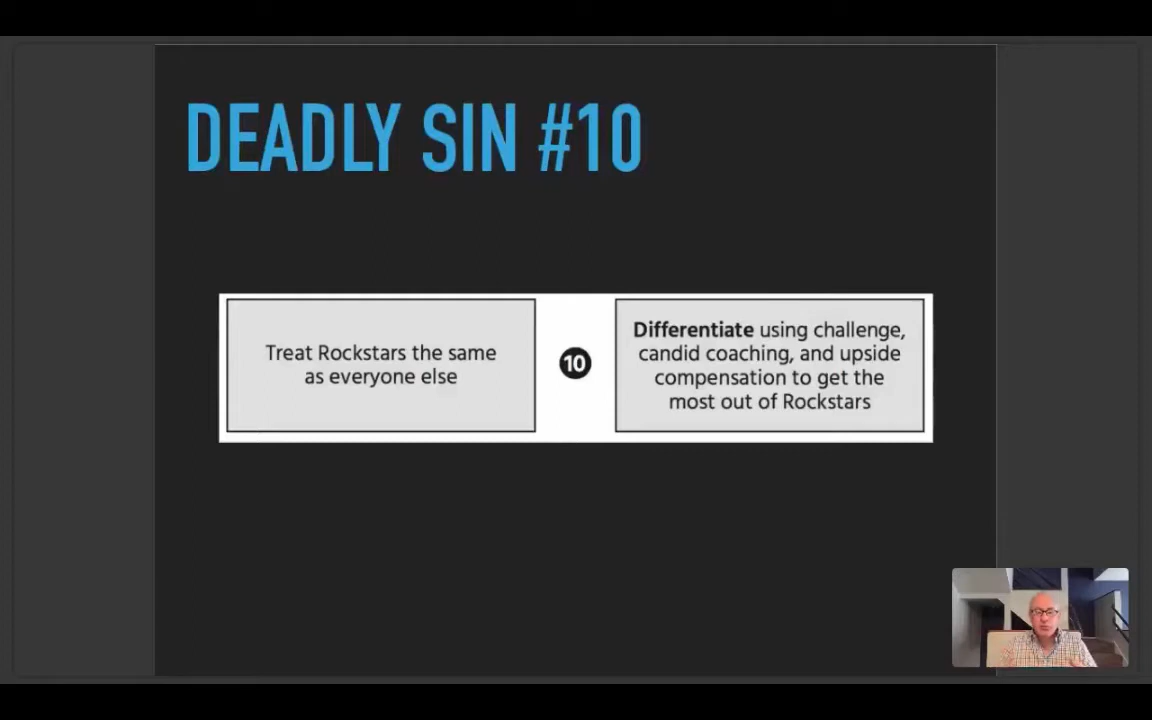 DEADLY SIN #10
Treat Rockstars the same
as everyone else
10
Differentiate using challenge,
candid coaching, and upside
compensation to get the
most out of Rockstars